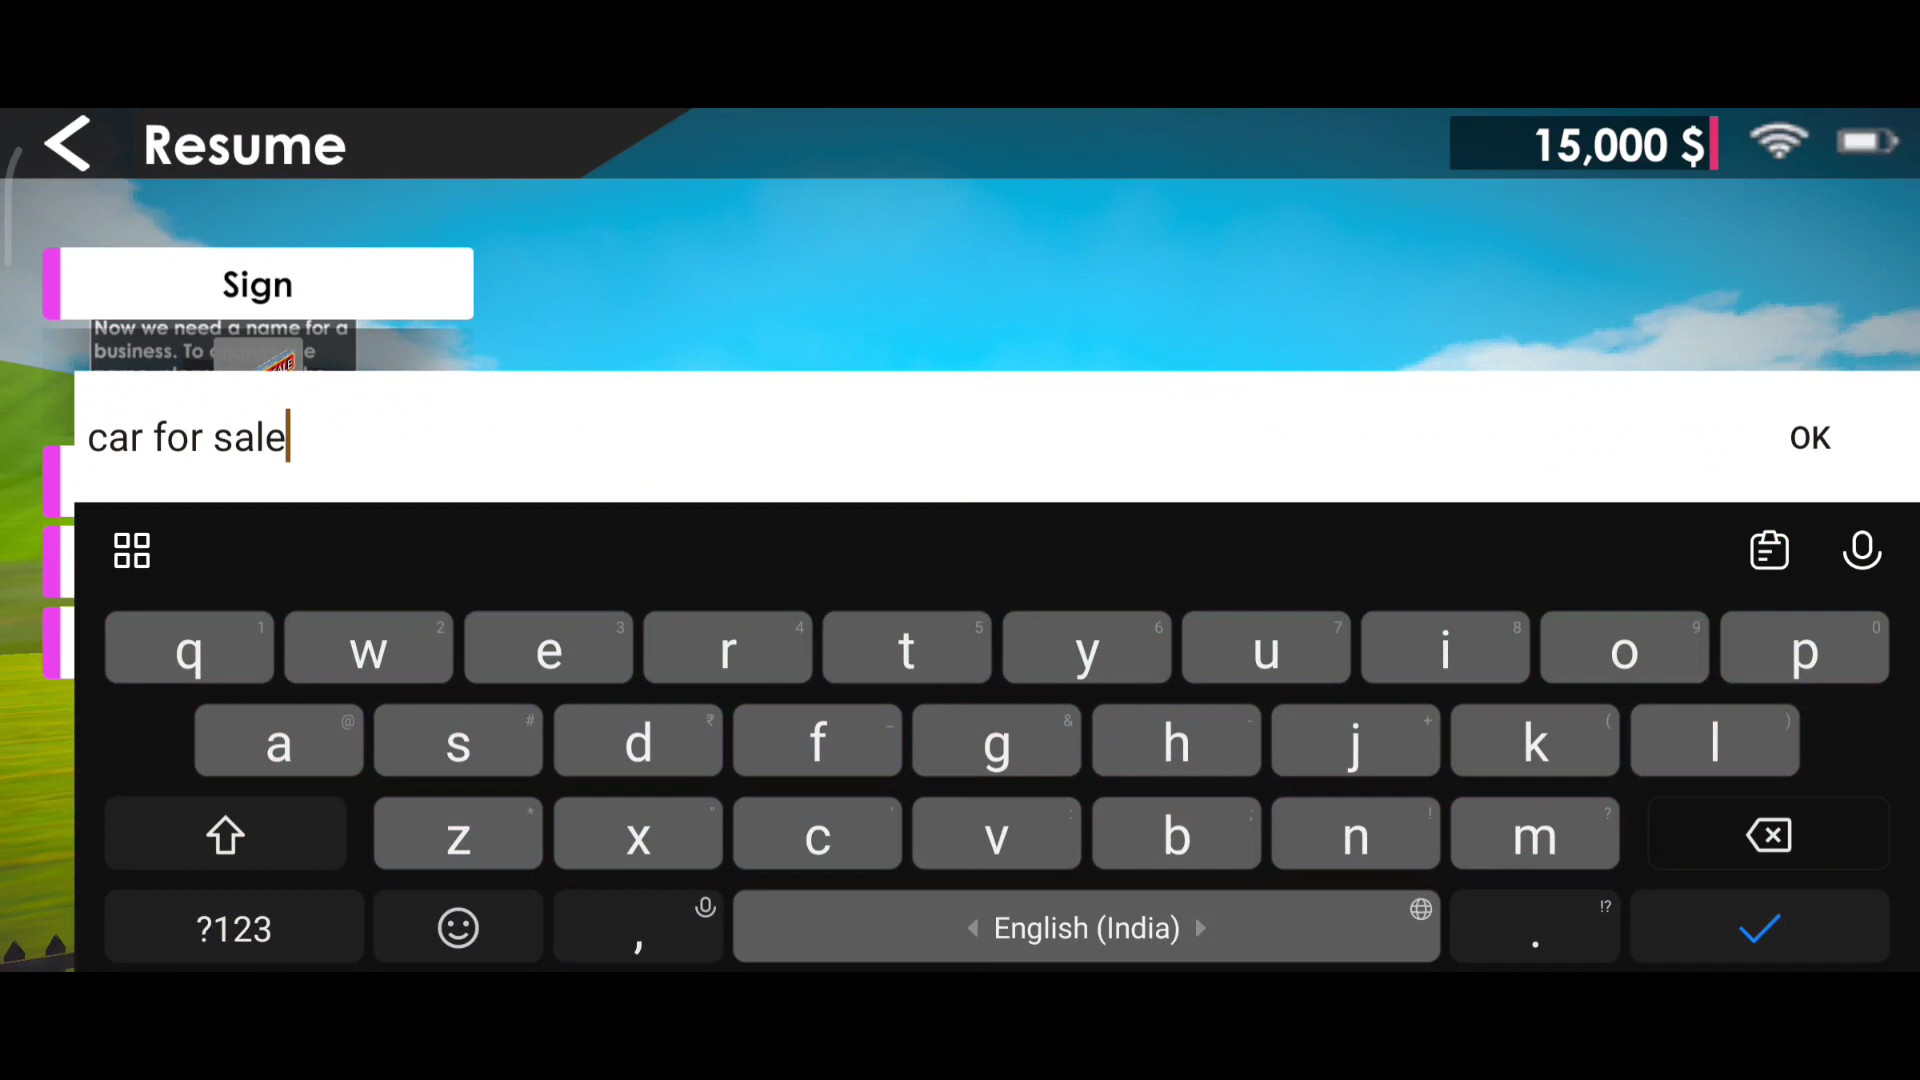 Resume
15,000 $
Sign
Now we need a name for a
business. To
car for sale
OK
q 1 w 2 e 3 r 4 t 5 y 6 u 7 i 8 o 9 p 0
a @ s # d ₹ f _ g & h - j + k ( l )
z * x " c ' v : b ; n ! m ?
?123 , English (India) . !?